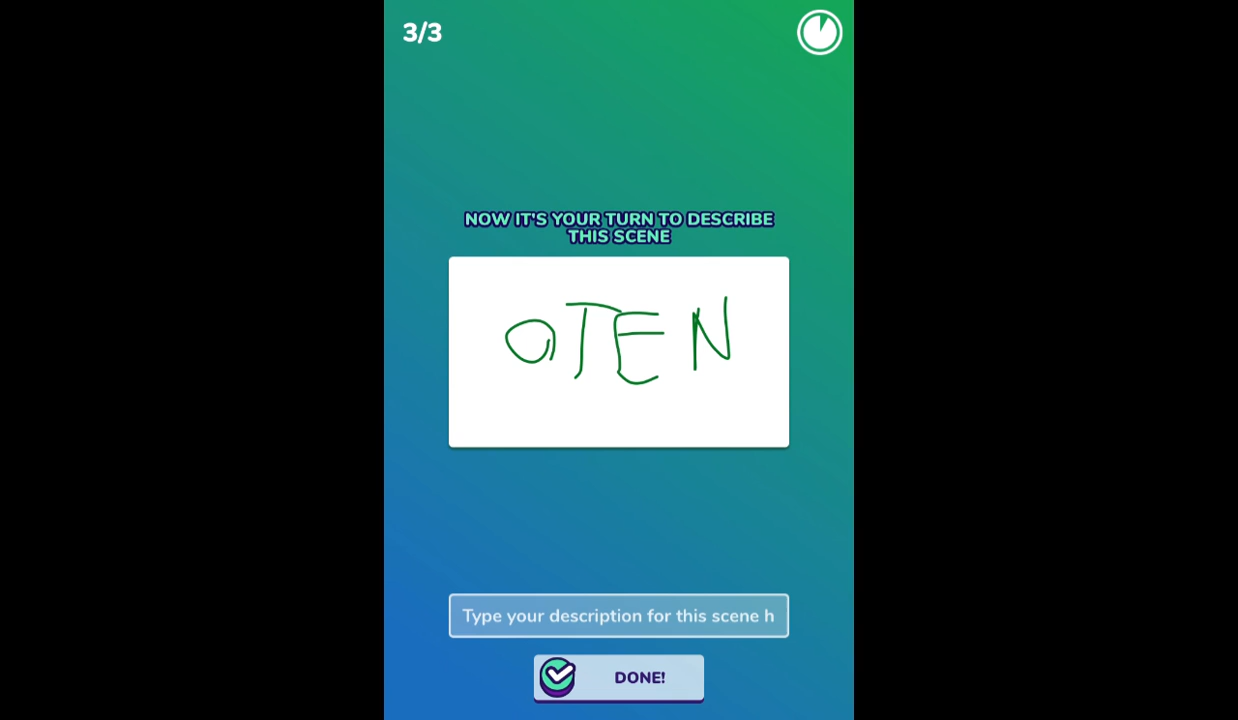 3/3
NOW IT'S YOUR TURN TO DESCRIBE
THIS SCENE
OTEN
Type your description for this scene h
DONE!